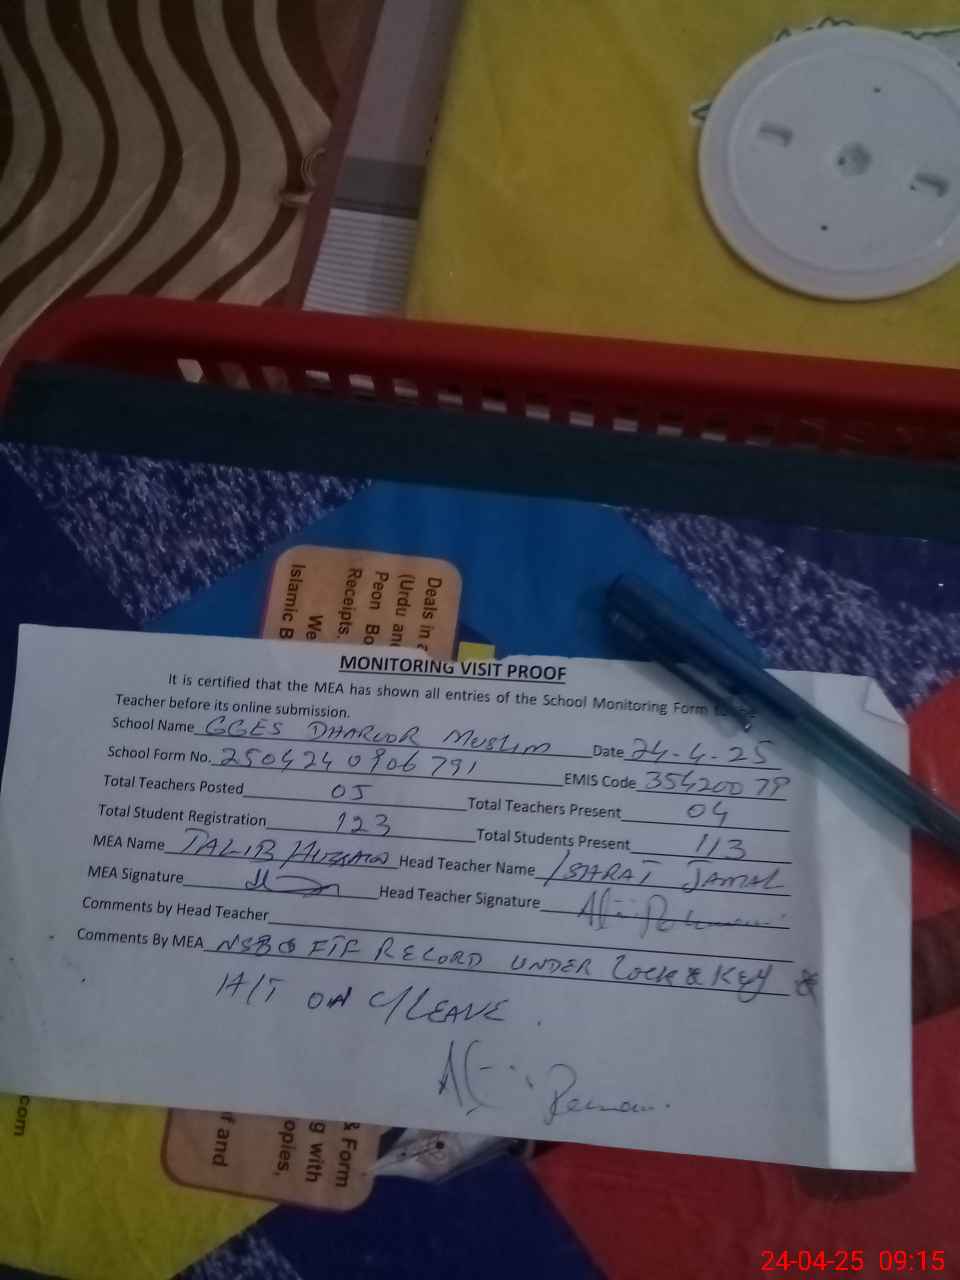 Deals in
(Urdu and
Peon Bo
Receipts.
We
Islamic B
MONITORING VISIT PROOF
It is certified that the MEA has shown all entries of the School Monitoring Form to
Teacher before its online submission.
School Name GGES DHAROR MUSLIM Date 24-4-25
School Form No. 250424 0906 791 EMIS Code 35420079
Total Teachers Posted 05 Total Teachers Present 04
Total Student Registration 123 Total Students Present 113
MEA Name TALIB HUSSAIN Head Teacher Name ISHRAT JAMAL
MEA Signature Head Teacher Signature
Comments by Head Teacher
Comments By MEA NSB & FTF RECORD UNDER Lock & Key &
H/T ON C/LEAVE.
& Form
g with
opies,
f and
.com
24-04-25 09:15